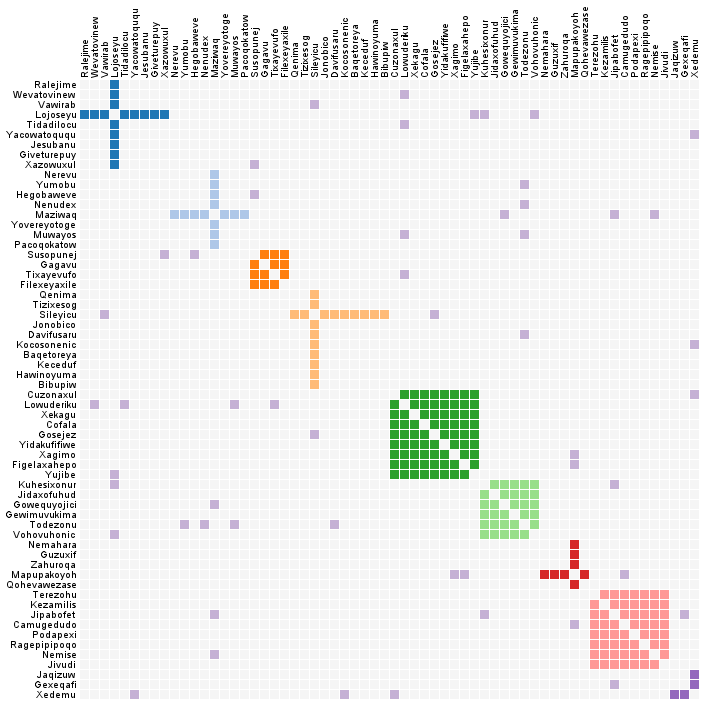 Ralejime
Wevatovinew
Vawirab
Lojoseyu
Tidadilocu
Yacowatoququ
Jesubanu
Giveturepuy
Xazowuxul
Nerevu
Yumobu
Hegobaweve
Nenudex
Maziwaq
Yovereyotoge
Muwayos
Pacoqokatow
Susopunej
Gagavu
Tixayevufo
Filexeyaxile
Qenima
Tizixesog
Sileyicu
Jonobico
Davifusaru
Kocosonenic
Baqetoreya
Keceduf
Hawinoyuma
Bibupiw
Cuzonaxul
Lowuderiku
Xekagu
Cofala
Gosejez
Yidakufifiwe
Xagimo
Figelaxahepo
Yujibe
Kuhesixonur
Jidaxofuhud
Gowequyojici
Gewimuvukima
Todezonu
Vohovuhonic
Nemahara
Guzuxif
Zahuroqa
Mapupakoyoh
Qohevawezase
Terezohu
Kezamilis
Jipabofet
Camugedudo
Podapexi
Ragepipipoqo
Nemise
Jivudi
Jaqizuw
Gexeqafi
Xedemu
Ralejime
Wevatovinew
Vawirab
Lojoseyu
Tidadilocu
Yacowatoququ
Jesubanu
Giveturepuy
Xazowuxul
Nerevu
Yumobu
Hegobaweve
Nenudex
Maziwaq
Yovereyotoge
Muwayos
Pacoqokatow
Susopunej
Gagavu
Tixayevufo
Filexeyaxile
Qenima
Tizixesog
Sileyicu
Jonobico
Davifusaru
Kocosonenic
Baqetoreya
Keceduf
Hawinoyuma
Bibupiw
Cuzonaxul
Lowuderiku
Xekagu
Cofala
Gosejez
Yidakufifiwe
Xagimo
Figelaxahepo
Yujibe
Kuhesixonur
Jidaxofuhud
Gowequyojici
Gewimuvukima
Todezonu
Vohovuhonic
Nemahara
Guzuxif
Zahuroqa
Mapupakoyoh
Qohevawezase
Terezohu
Kezamilis
Jipabofet
Camugedudo
Podapexi
Ragepipipoqo
Nemise
Jivudi
Jaqizuw
Gexeqafi
Xedemu